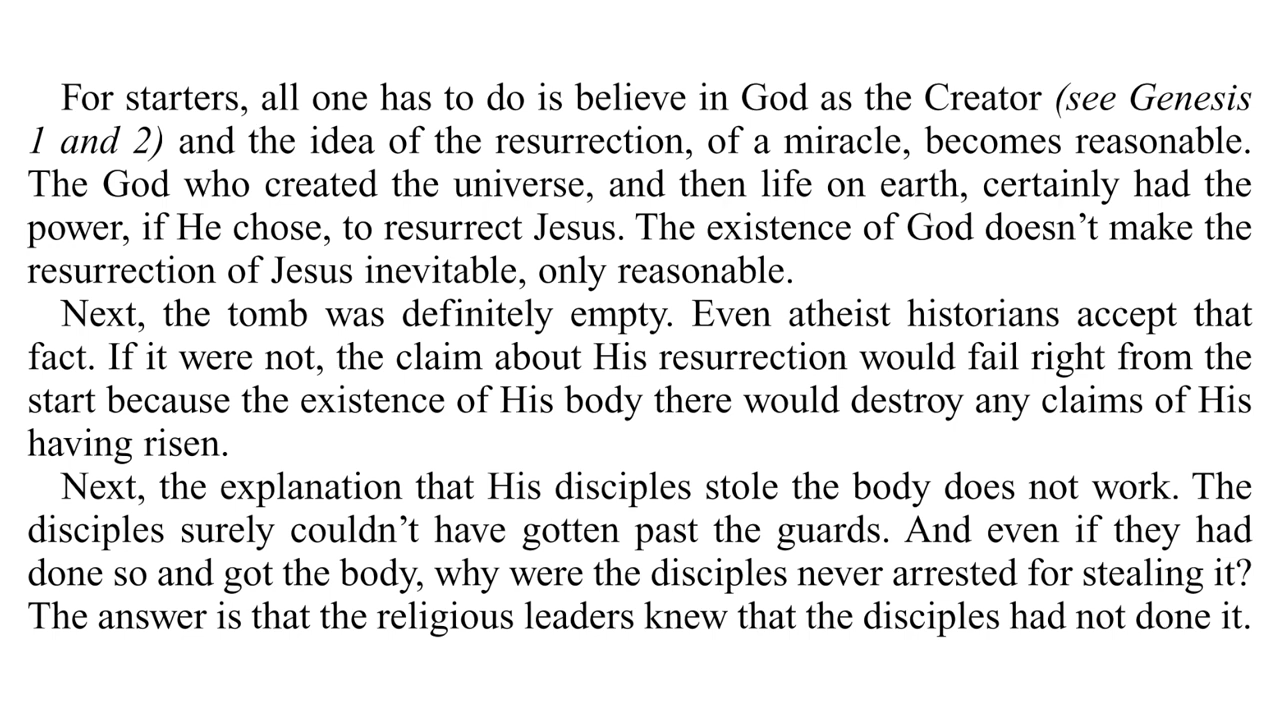 For starters, all one has to do is believe in God as the Creator (see Genesis
1 and 2) and the idea of the resurrection, of a miracle, becomes reasonable.
The God who created the universe, and then life on earth, certainly had the
power, if He chose, to resurrect Jesus. The existence of God doesn’t make the
resurrection of Jesus inevitable, only reasonable.
Next, the tomb was definitely empty. Even atheist historians accept that
fact. If it were not, the claim about His resurrection would fail right from the
start because the existence of His body there would destroy any claims of His
having risen.
Next, the explanation that His disciples stole the body does not work. The
disciples surely couldn’t have gotten past the guards. And even if they had
done so and got the body, why were the disciples never arrested for stealing it?
The answer is that the religious leaders knew that the disciples had not done it.